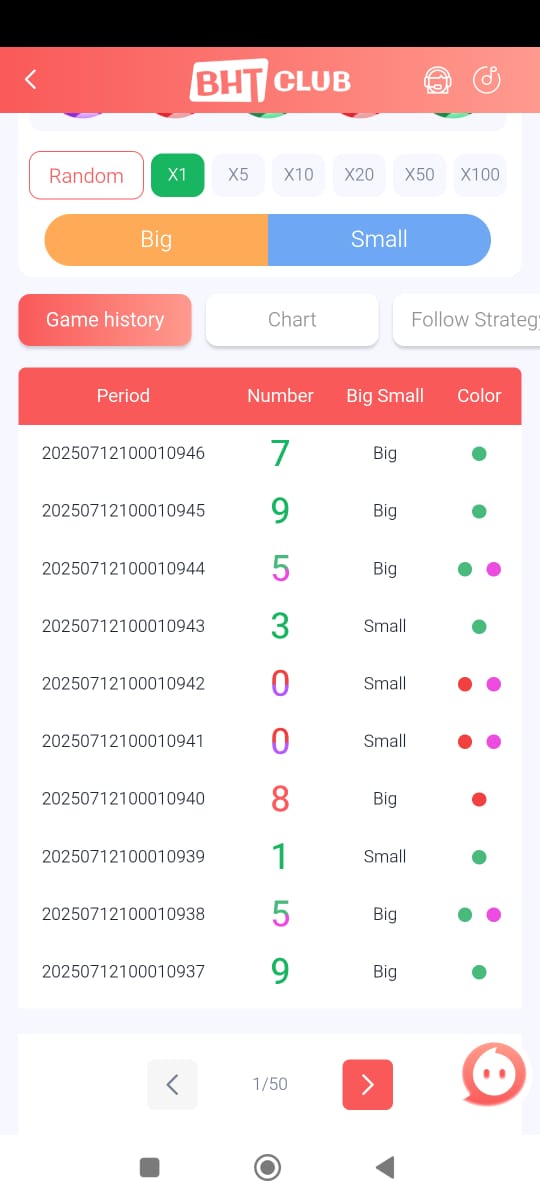 BHT CLUB
Random X1 X5 X10 X20 X50 X100
Big Small
Game history Chart Follow Strategy
Period Number Big Small Color
20250712100010946 7 Big
20250712100010945 9 Big
20250712100010944 5 Big
20250712100010943 3 Small
20250712100010942 0 Small
20250712100010941 0 Small
20250712100010940 8 Big
20250712100010939 1 Small
20250712100010938 5 Big
20250712100010937 9 Big
1/50